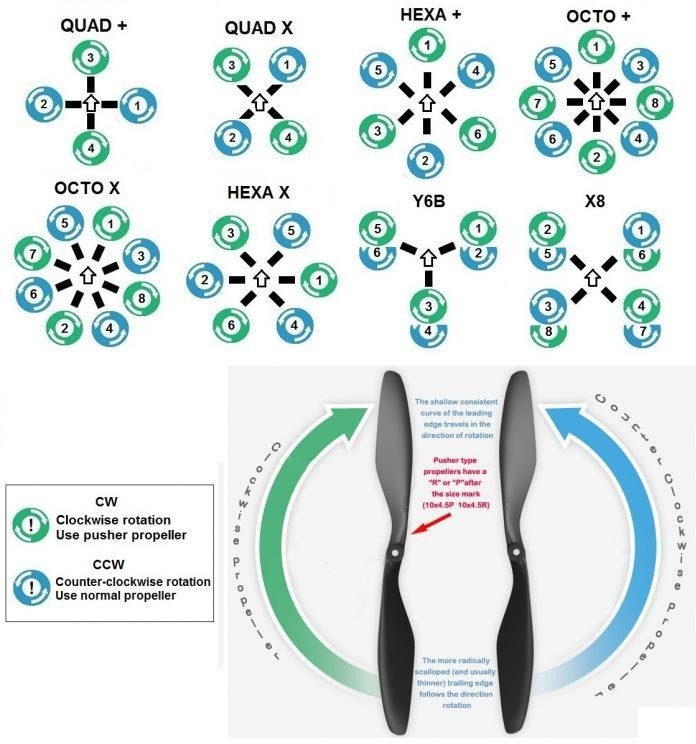 QUAD +
3
2
1
4
QUAD X
3
1
2
4
HEXA +
1
5
4
3
6
2
OCTO +
1
5
3
7
8
6
4
2
OCTO X
5
1
7
3
6
8
2
4
HEXA X
3
5
2
1
6
4
Y6B
5
1
6
2
3
4
X8
2
1
5
6
3
4
8
7
CW
! Clockwise rotation
Use pusher propeller
CCW
! Counter-clockwise rotation
Use normal propeller
Clockwise Propeller
The shallow consistent
curve of the leading
edge travels in the
direction of rotation
Pusher type
propellers have a
"R" or "P"after
the size mark
(10x4.5P 10x4.5R)
The more radically
scalloped (and usually
thinner) trailing edge
follows the direction
rotation
Counter Clockwise Propeller